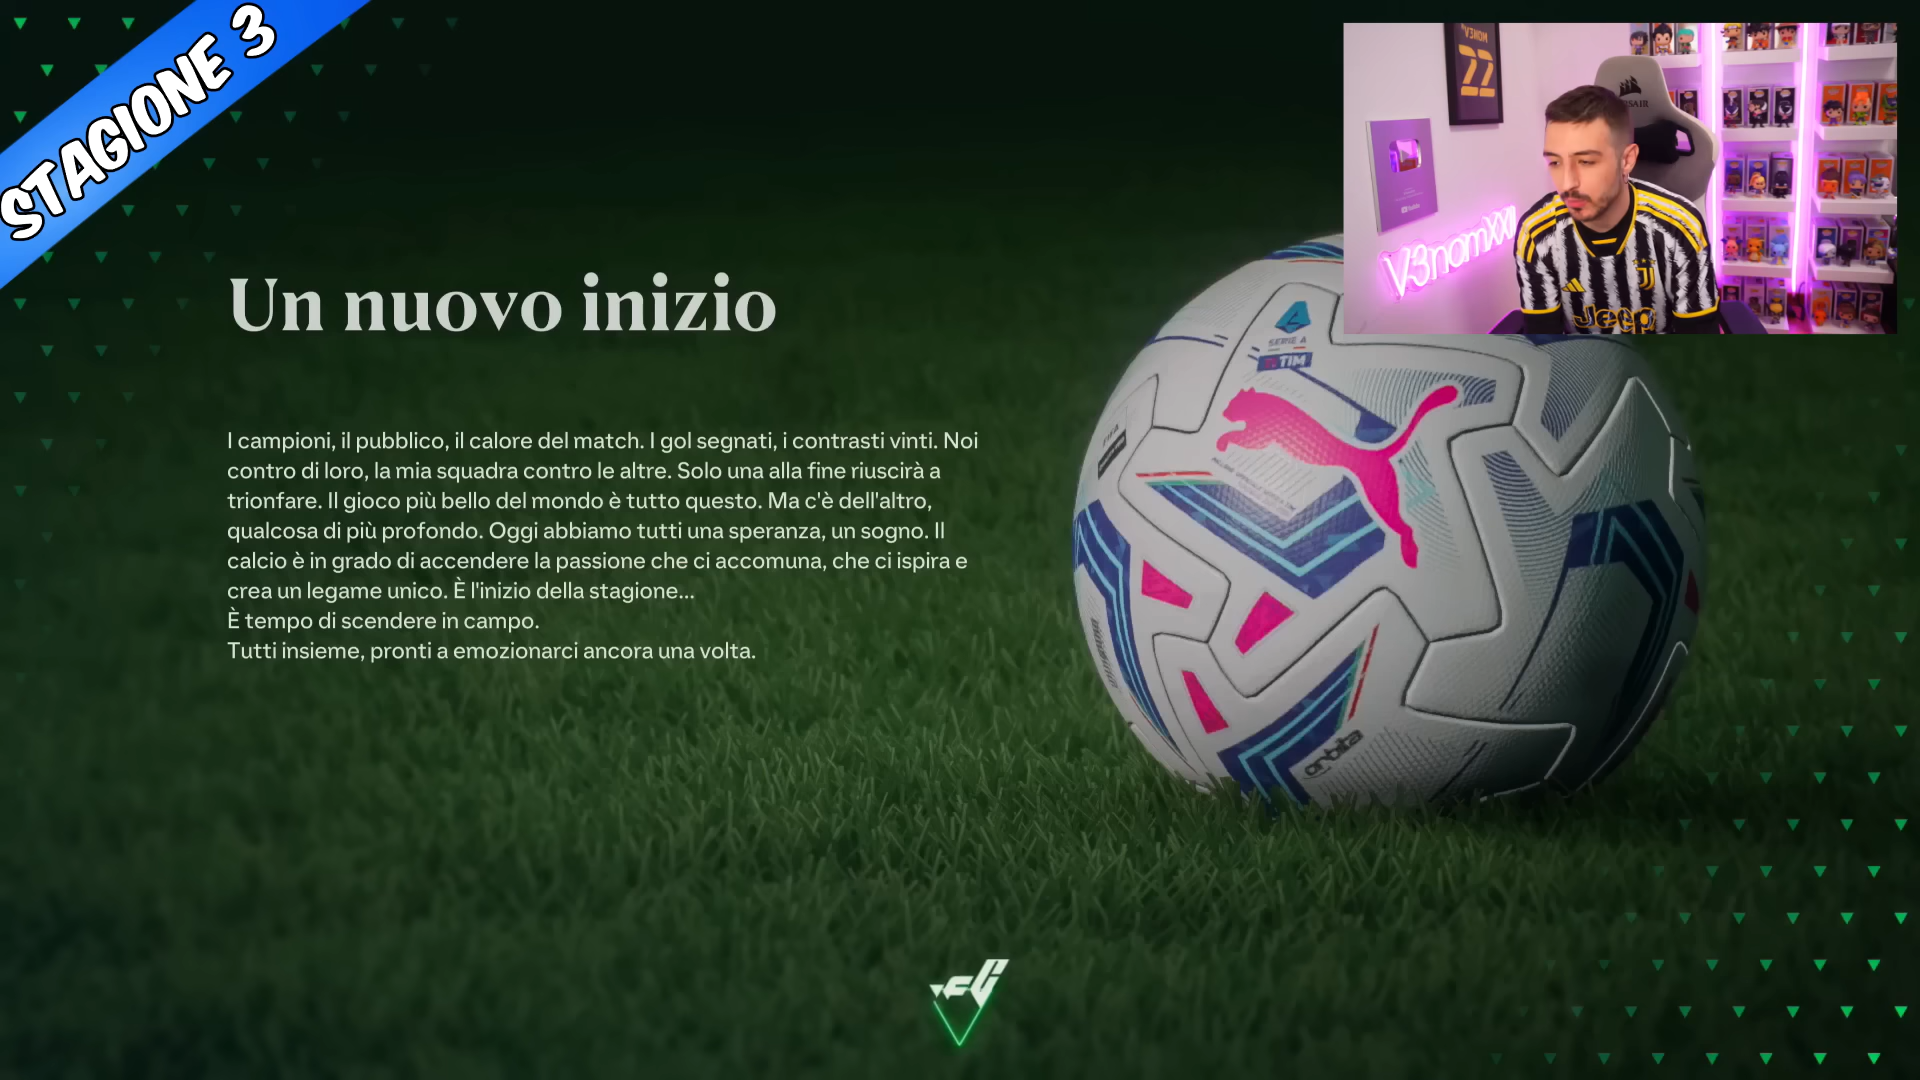 STAGIONE 3
V3NOM
22
CORSAIR
V3nomXXII
Jeep
Un nuovo inizio
SERIE A
TIM
FIFA
I campioni, il pubblico, il calore del match. I gol segnati, i contrasti vinti. Noi
contro di loro, la mia squadra contro le altre. Solo una alla fine riuscirà a
trionfare. Il gioco più bello del mondo è tutto questo. Ma c'è dell'altro,
qualcosa di più profondo. Oggi abbiamo tutti una speranza, un sogno. Il
calcio è in grado di accendere la passione che ci accomuna, che ci ispira e
crea un legame unico. È l'inizio della stagione...
È tempo di scendere in campo.
Tutti insieme, pronti a emozionarci ancora una volta.
orbita